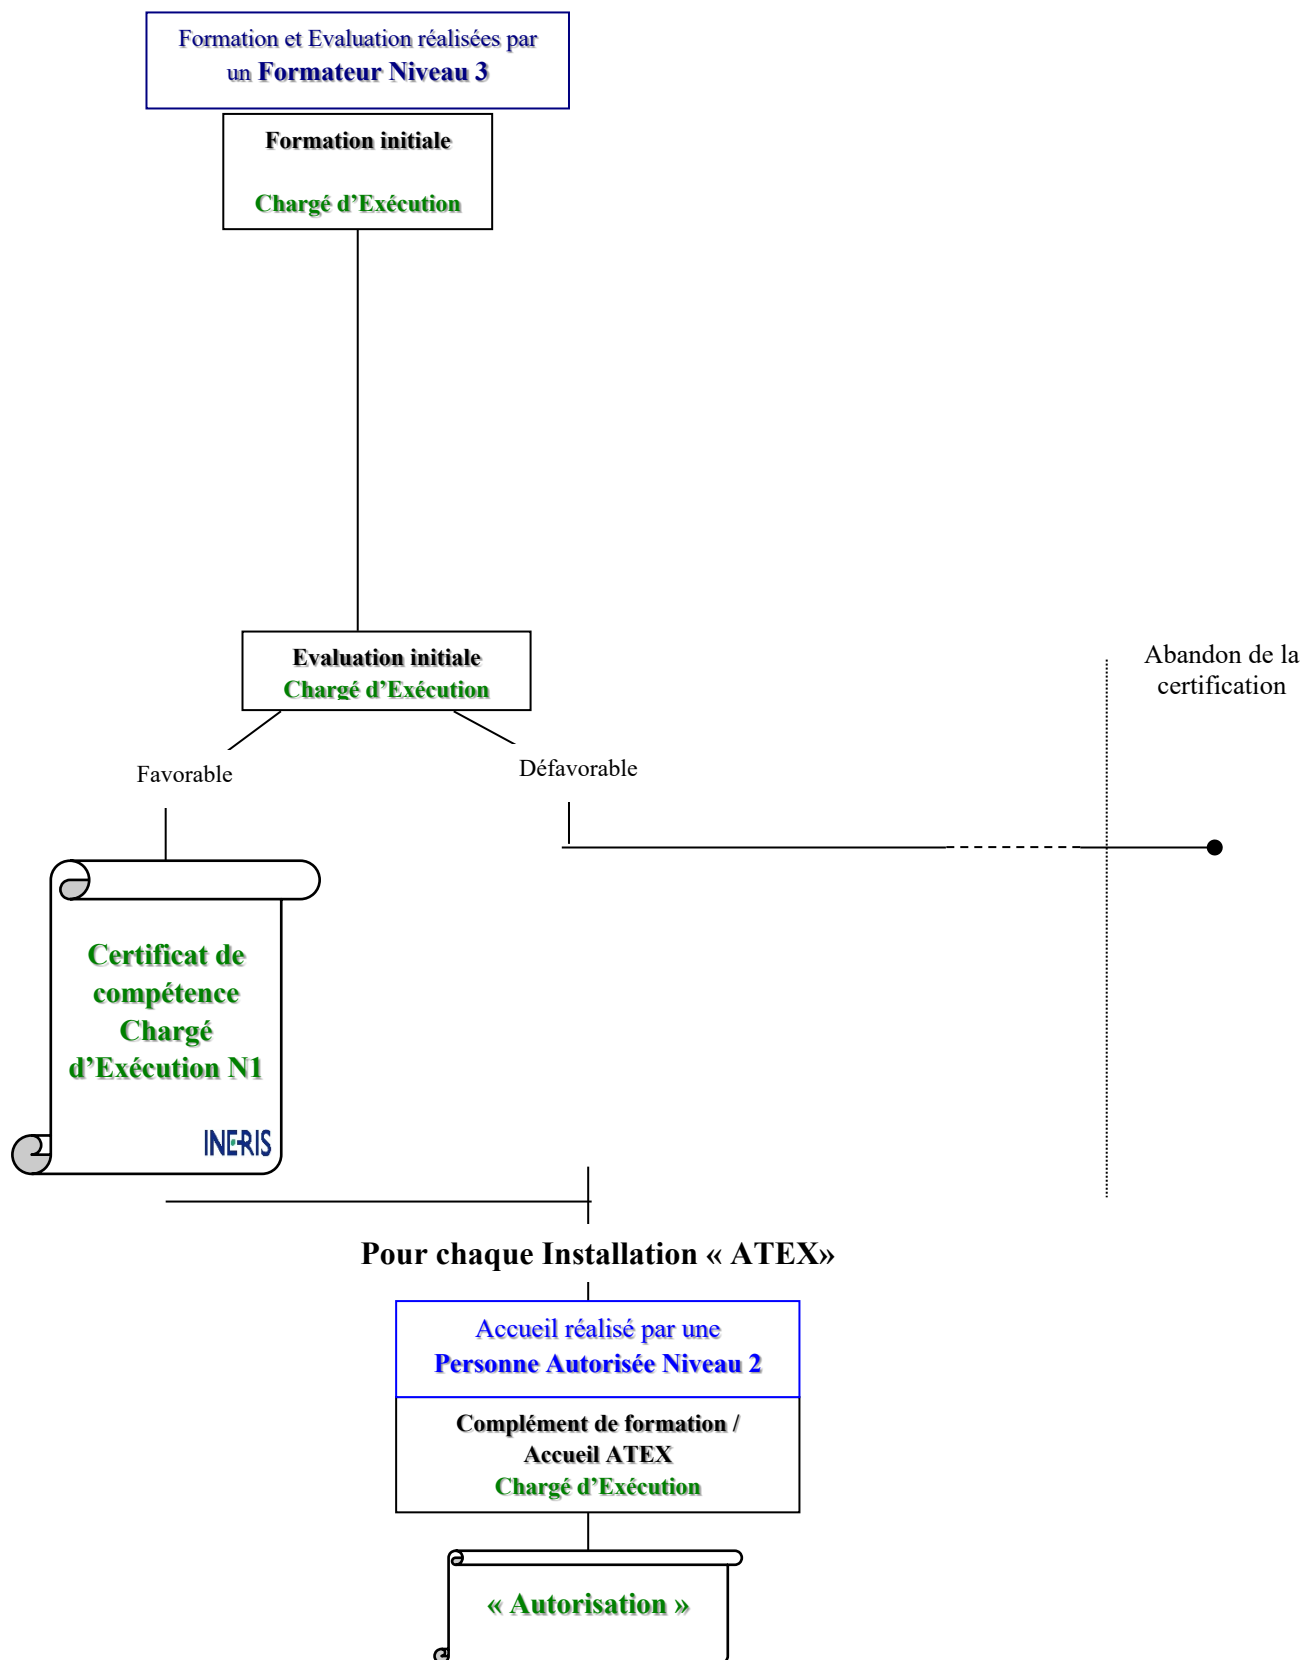 Formation et Evaluation réalisées par
un Formateur Niveau 3
Formation initiale
Chargé d’Exécution
Evaluation initiale
Chargé d’Exécution
Abandon de la
certification
Favorable
Défavorable
Certificat de
compétence
Chargé
d’Exécution N1
INERIS
Pour chaque Installation « ATEX»
Accueil réalisé par une
Personne Autorisée Niveau 2
Complément de formation /
Accueil ATEX
Chargé d’Exécution
« Autorisation »